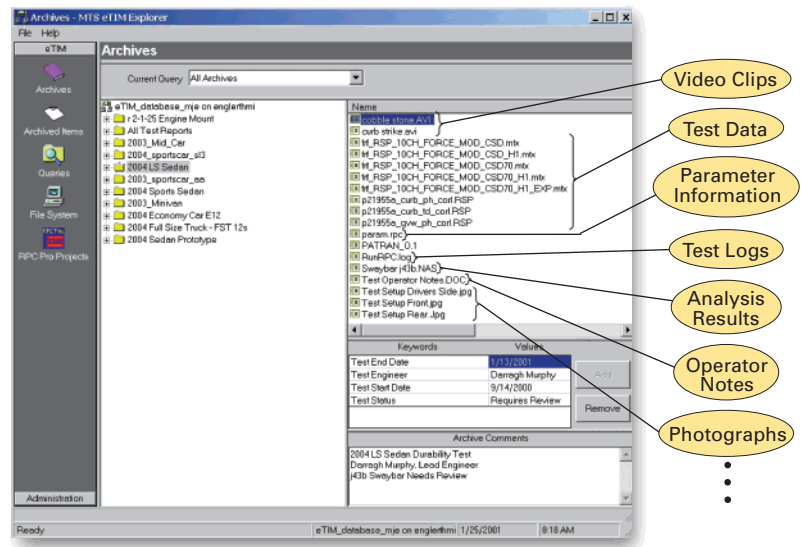 Archives - MTS eTIM Explorer
File Help
eTIM
Archives
Archived Items
Queries
File System
RPC Pro Projects
Administration
Archives
Current Query All Archives
eTIM_database_mje on englerthmi
r 2-1-25 Engine Mount
All Test Reports
2003_Mid_Car
2004_sportscar_sl3
2004 LS Sedan
2003_sportscar_aa
2004 Sports Sedan
2003_Minivan
2004 Economy Car E12
2004 Full Size Truck - FST 12s
2004 Sedan Prototype
Name
cobble stone.AVI
curb strike.avi
trf_RSP_10CH_FORCE_MOD_CSD.mtx
trf_RSP_10CH_FORCE_MOD_CSD_H1.mtx
trf_RSP_10CH_FORCE_MOD_CSD70.mtx
trf_RSP_10CH_FORCE_MOD_CSD70_H1.mtx
trf_RSP_10CH_FORCE_MOD_CSD70_H1_EXP.mtx
p21955a_curb_ph_corl.RSP
p21955a_curb_td_corl.RSP
p21955a_gvw_ph_corl.RSP
param.rpc
PATRAN_0.1
RunRPC.log
Swaybar j43b.NAS
Test Operator Notes.DOC
Test Setup Drivers Side.jpg
Test Setup Front.jpg
Test Setup Rear.Jpg
Keywords Values
Test End Date 1/13/2001
Test Engineer Darragh Murphy
Test Start Date 9/14/2000
Test Status Requires Review
Add
Remove
Archive Comments
2004 LS Sedan Durability Test
Darragh Murphy, Lead Engineer
j43b Swaybar Needs Review
Ready
eTIM_database_mje on englerthmi 1/25/2001 8:18 AM
Video Clips
Test Data
Parameter
Information
Test Logs
Analysis
Results
Operator
Notes
Photographs